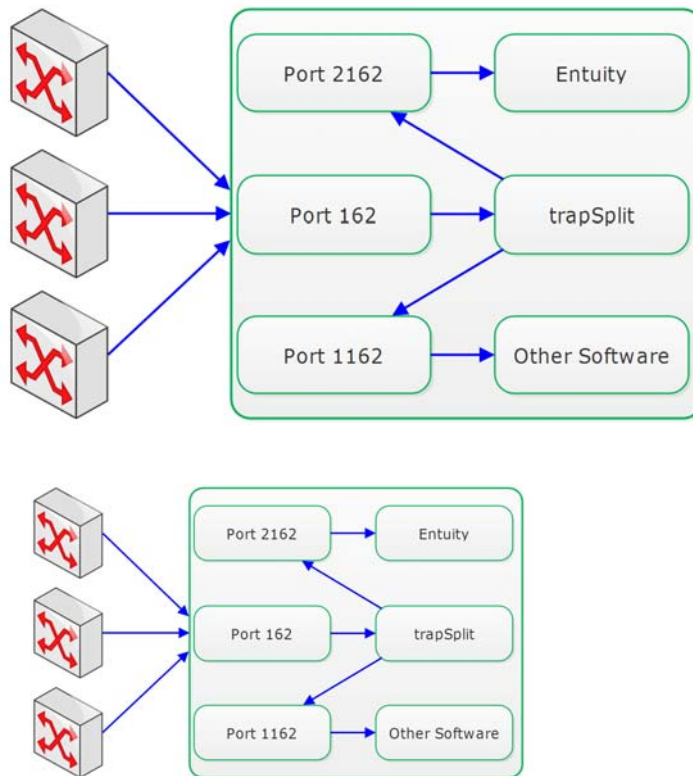 Port 2162
Entuity
Port 162
trapSplit
Port 1162
Other Software
Port 2162
Entuity
Port 162
trapSplit
Port 1162
Other Software